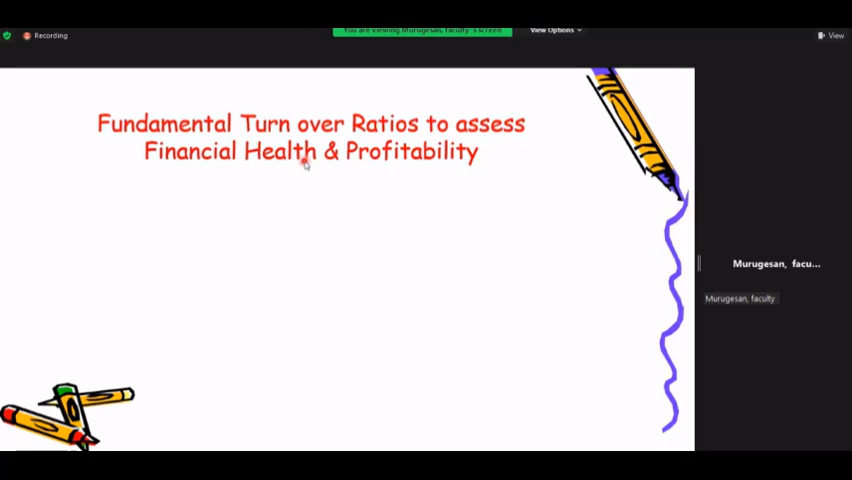 Recording
You are viewing Murugesan, faculty's screen
View Options
View
Fundamental Turn over Ratios to assess
Financial Health & Profitability
Murugesan, facu...
Murugesan, faculty